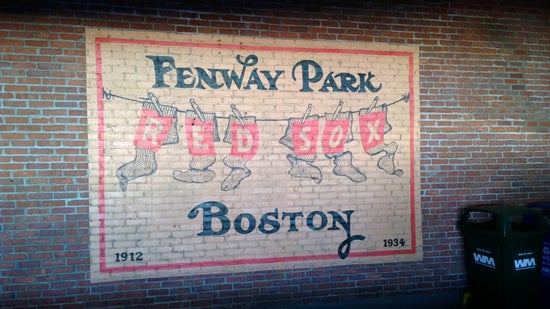 FENWAY PARK
RED SOX
BOSTON
1912 1934
WM WM